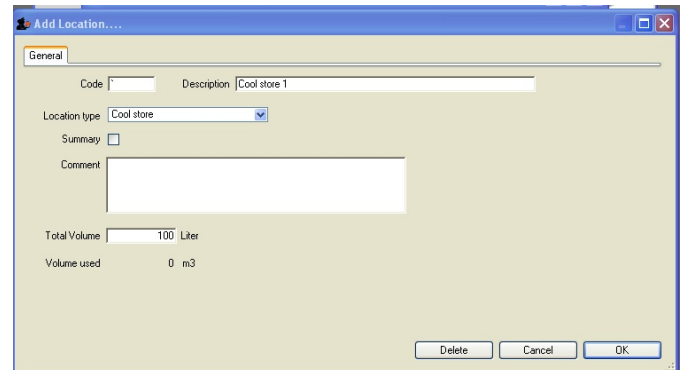 Add Location....
General
Code ` Description Cool store 1
Location type Cool store
Summary
Comment
Total Volume 100 Liter
Volume used 0 m3
Delete Cancel OK